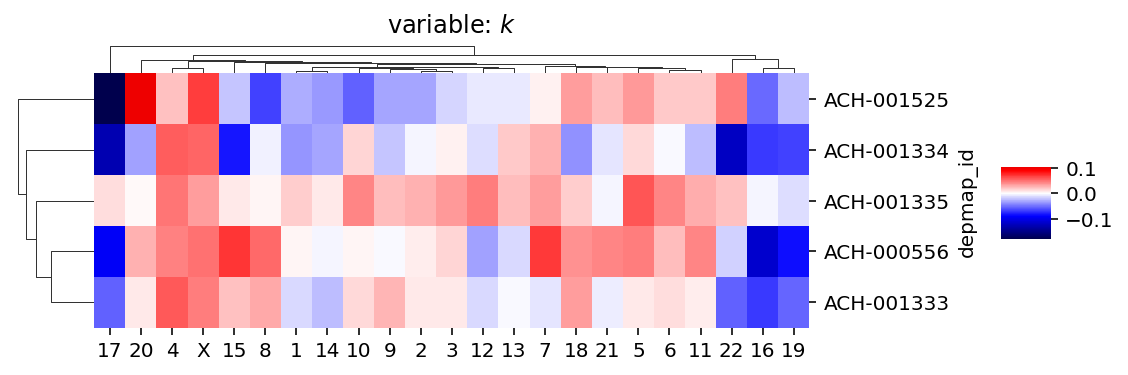 variable: k
ACH-001525
ACH-001334
ACH-001335
ACH-000556
ACH-001333
depmap_id
0.1
0.0
−0.1
17 20 4 X 15 8 1 14 10 9 2 3 12 13 7 18 21 5 6 11 22 16 19